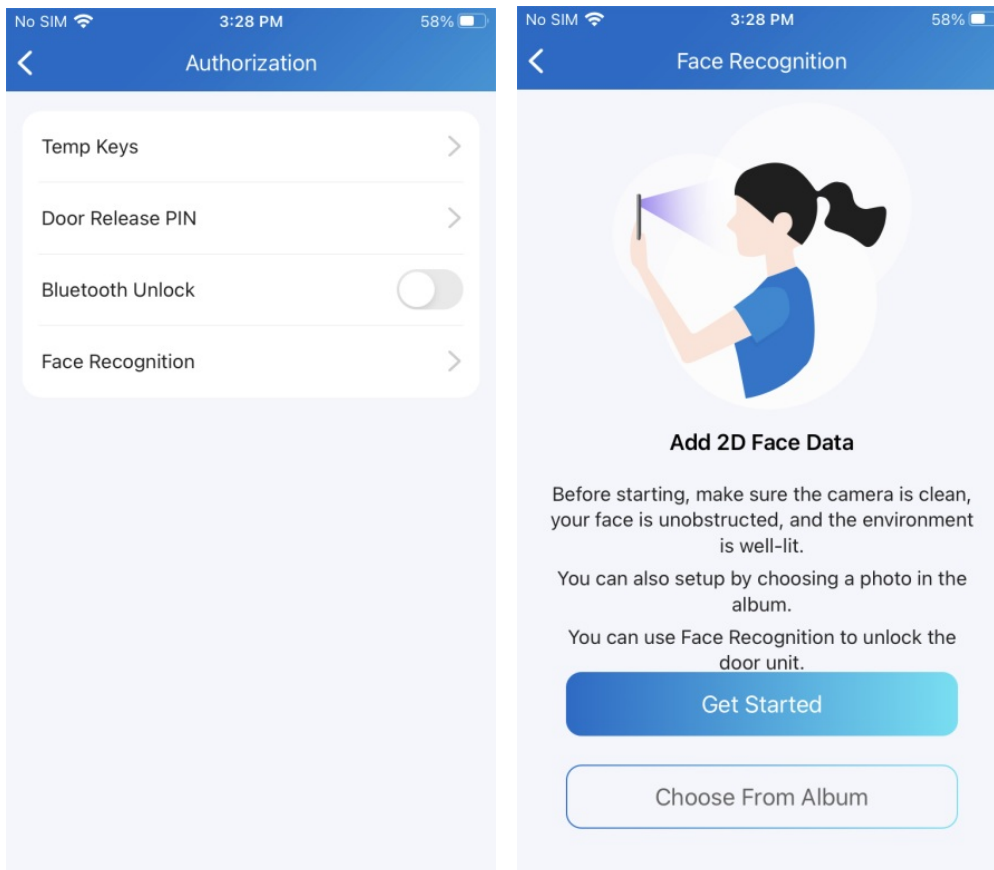 No SIM 3:28 PM 58%
Authorization
Temp Keys
Door Release PIN
Bluetooth Unlock
Face Recognition
No SIM 3:28 PM 58%
Face Recognition
Add 2D Face Data
Before starting, make sure the camera is clean,
your face is unobstructed, and the environment
is well-lit.
You can also setup by choosing a photo in the
album.
You can use Face Recognition to unlock the
door unit.
Get Started
Choose From Album